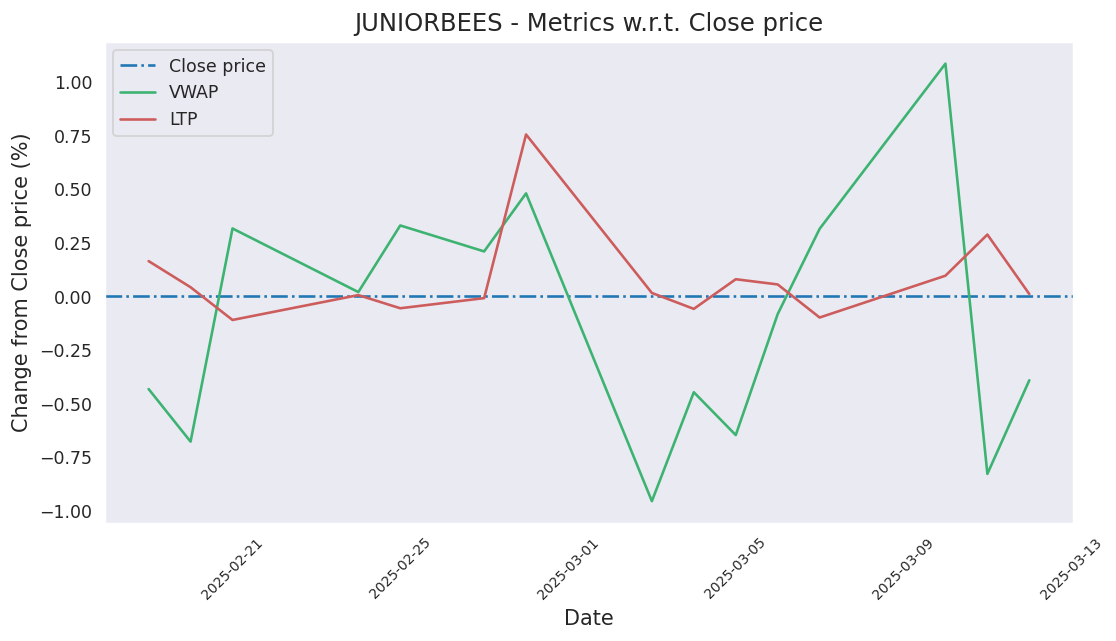 JUNIORBEES - Metrics w.r.t. Close price
Close price
VWAP
LTP
Change from Close price (%)
1.00
0.75
0.50
0.25
0.00
−0.25
−0.50
−0.75
−1.00
2025-02-21
2025-02-25
2025-03-01
2025-03-05
2025-03-09
2025-03-13
Date